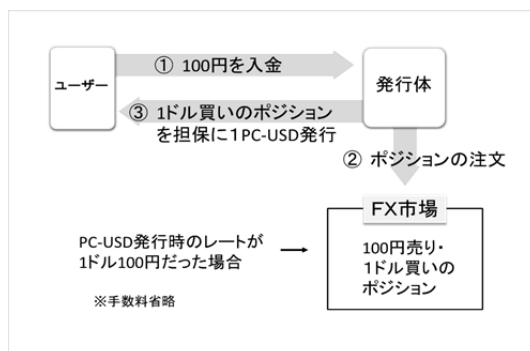 ① 100円を入金
ユーザー
発行体
③ 1ドル買いのポジション
を担保に1PC-USD発行
② ポジションの注文
FX市場
PC-USD発行時のレートが
1ドル100円だった場合
※手数料省略
100円売り・
1ドル買いの
ポジション